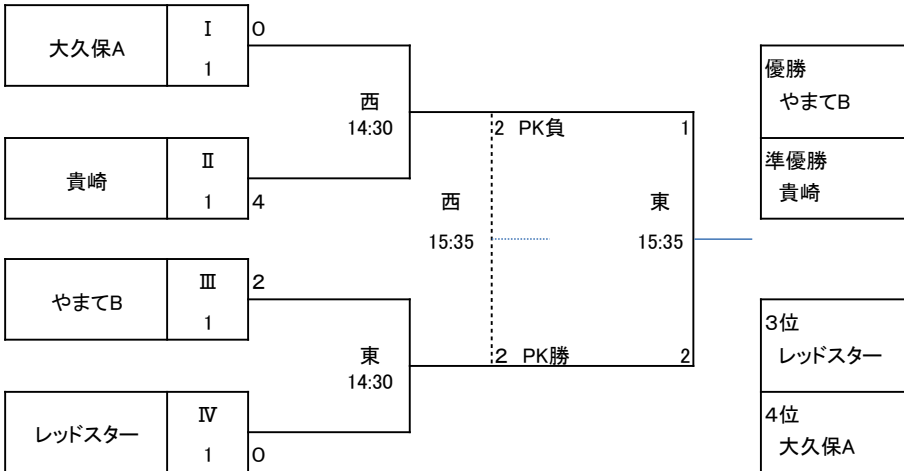 大久保A
Ⅰ
1
0
西
14:30
貴崎
Ⅱ
1
4
やまてB
Ⅲ
1
2
東
14:30
レッドスター
Ⅳ
1
0
2 PK負
1
西
15:35
東
15:35
2 PK勝
2
優勝
やまてB
準優勝
貴崎
3位
レッドスター
4位
大久保A